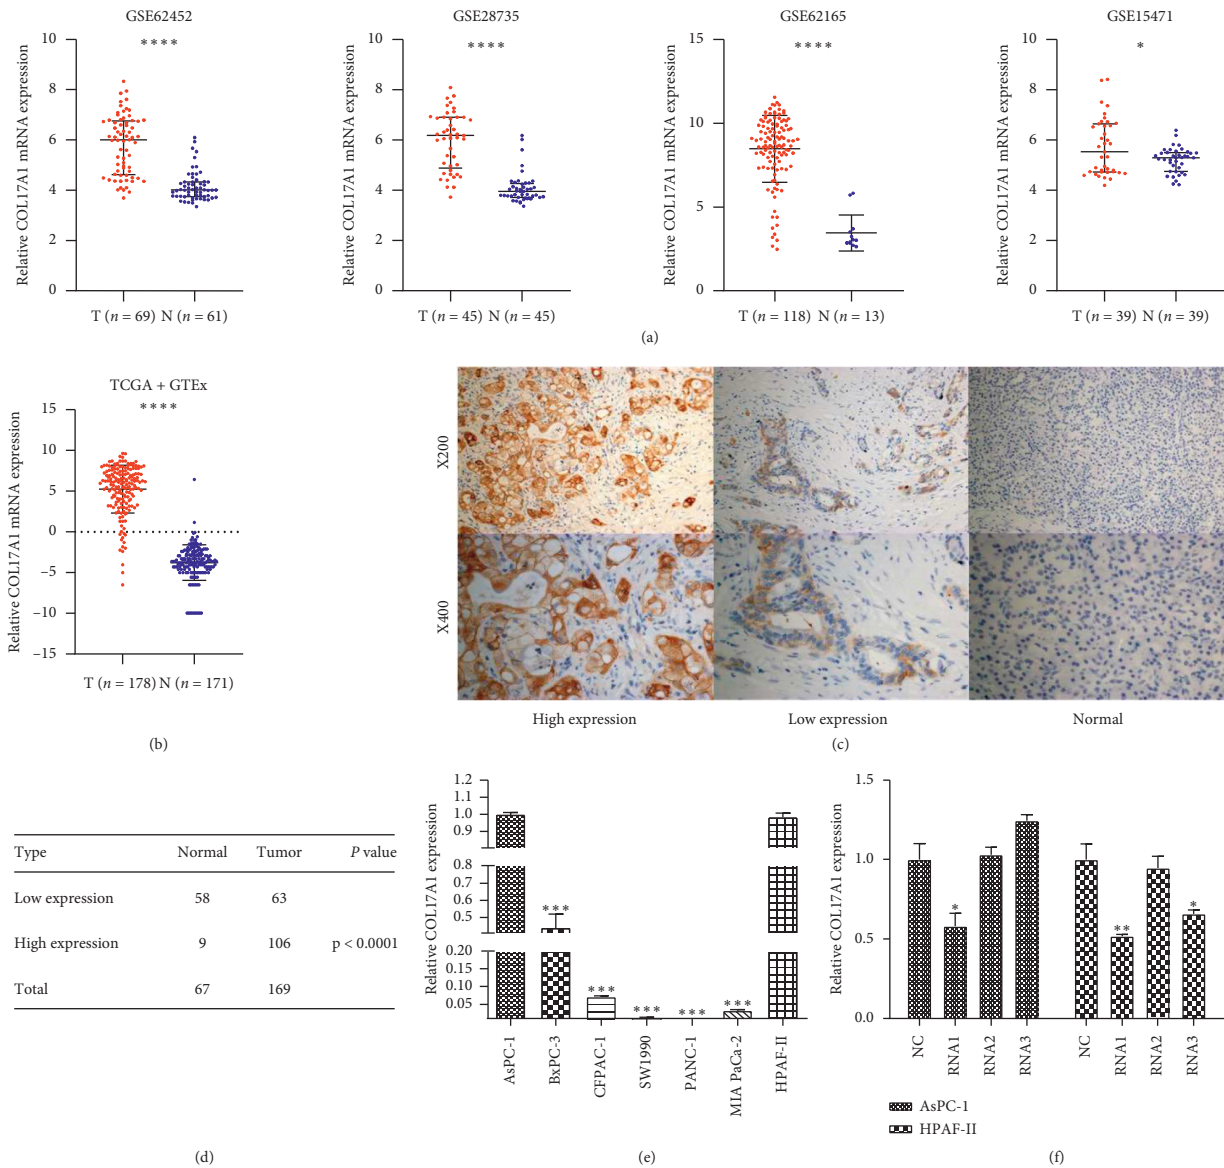 GSE62452
GSE28735
GSE62165
GSE15471
Relative COL17A1 mRNA expression
10
8
6
4
2
0
****
T (n = 69) N (n = 61)
Relative COL17A1 mRNA expression
10
8
6
4
2
0
****
T (n = 45) N (n = 45)
Relative COL17A1 mRNA expression
15
10
5
0
****
T (n = 118) N (n = 13)
Relative COL17A1 mRNA expression
10
8
6
4
2
0
*
T (n = 39) N (n = 39)
(a)
TCGA + GTEx
****
Relative COL17A1 mRNA expression
15
10
5
0
−5
−10
−15
T (n = 178) N (n = 171)
(b)
X200
X400
High expression
Low expression
Normal
(c)
Type Normal Tumor P value
Low expression 58 63
High expression 9 106 p < 0.0001
Total 67 169
(d)
Relative COL17A1 expression
1.2
1.1
1.0
0.9
0.8
0.7
0.6
0.5
0.20
0.15
0.10
0.05
***
***
***
***
***
AsPC-1
BxPC-3
CFPAC-1
SW1990
PANC-1
MIA PaCa-2
HPAF-II
(e)
Relative COL17A1 expression
1.5
1.0
0.5
0.0
*
**
*
NC
RNA1
RNA2
RNA3
NC
RNA1
RNA2
RNA3
AsPC-1
HPAF-II
(f)